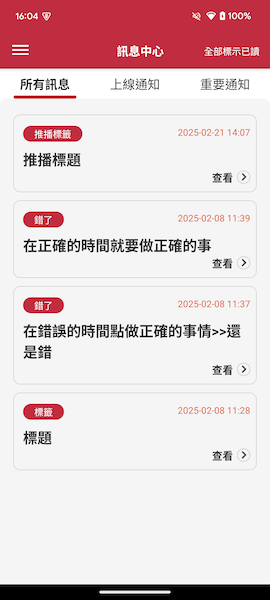 16:04 100%
訊息中心 全部標示已讀
所有訊息 上線通知 重要通知
推播標籤 2025-02-21 14:07
推播標題
查看
錯了 2025-02-08 11:39
在正確的時間就要做正確的事
查看
錯了 2025-02-08 11:37
在錯誤的時間點做正確的事情>>還
是錯
查看
標籤 2025-02-08 11:28
標題
查看